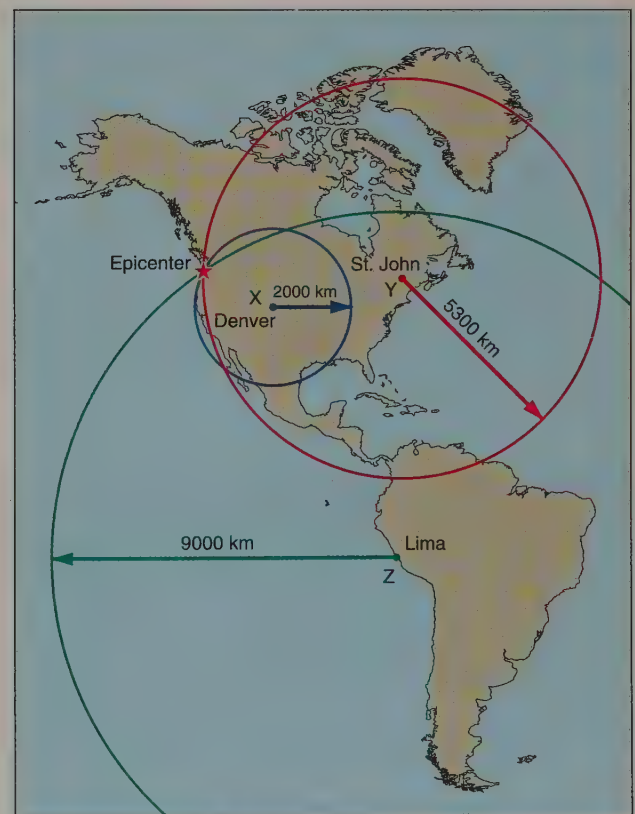 Epicenter
St. John
X
2000 km
Y
Denver
5300 km
9000 km
Lima
Z